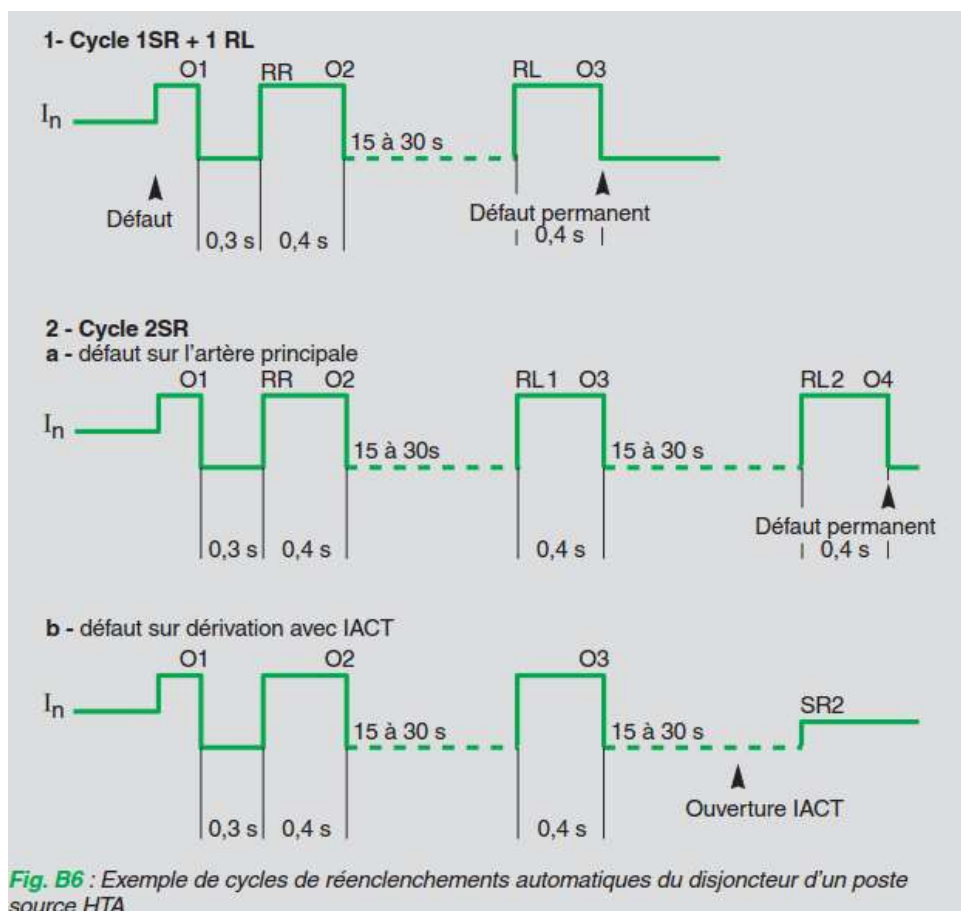 1- Cycle 1SR + 1 RL
O1 RR O2 RL O3
In
15 à 30 s
Défaut
Défaut permanent
0,3 s 0,4 s 0,4 s
2 - Cycle 2SR
a - défaut sur l'artère principale
O1 RR O2 RL1 O3 RL2 O4
In
15 à 30s 15 à 30 s
Défaut permanent
0,3 s 0,4 s 0,4 s 0,4 s
b - défaut sur dérivation avec IACT
O1 O2 O3
In
SR2
15 à 30 s 15 à 30 s
Ouverture IACT
0,3 s 0,4 s 0,4 s
Fig. B6 : Exemple de cycles de réenclenchements automatiques du disjoncteur d'un poste
source HTA